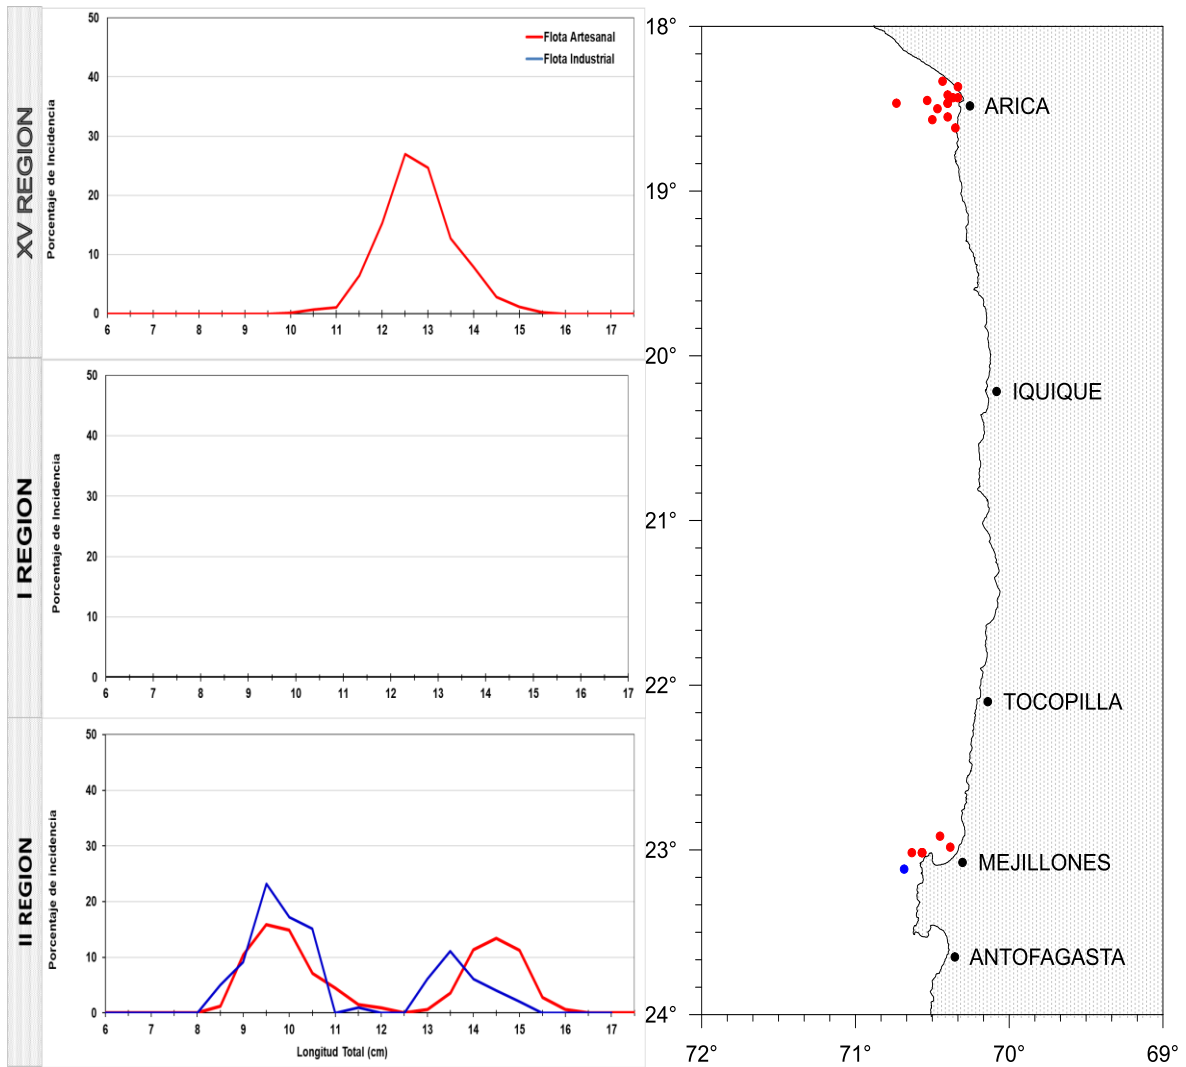 XV REGION
Porcentaje de Incidencia
50
40
30
20
10
0
Flota Artesanal
Flota Industrial
6 7 8 9 10 11 12 13 14 15 16 17
I REGION
Porcentaje de Incidencia
50
40
30
20
10
0
6 7 8 9 10 11 12 13 14 15 16 17
II REGION
Porcentaje de incidencia
50
40
30
20
10
0
6 7 8 9 10 11 12 13 14 15 16 17
Longitud Total (cm)
18°
19°
20°
21°
22°
23°
24°
ARICA
IQUIQUE
TOCOPILLA
MEJILLONES
ANTOFAGASTA
72° 71° 70° 69°